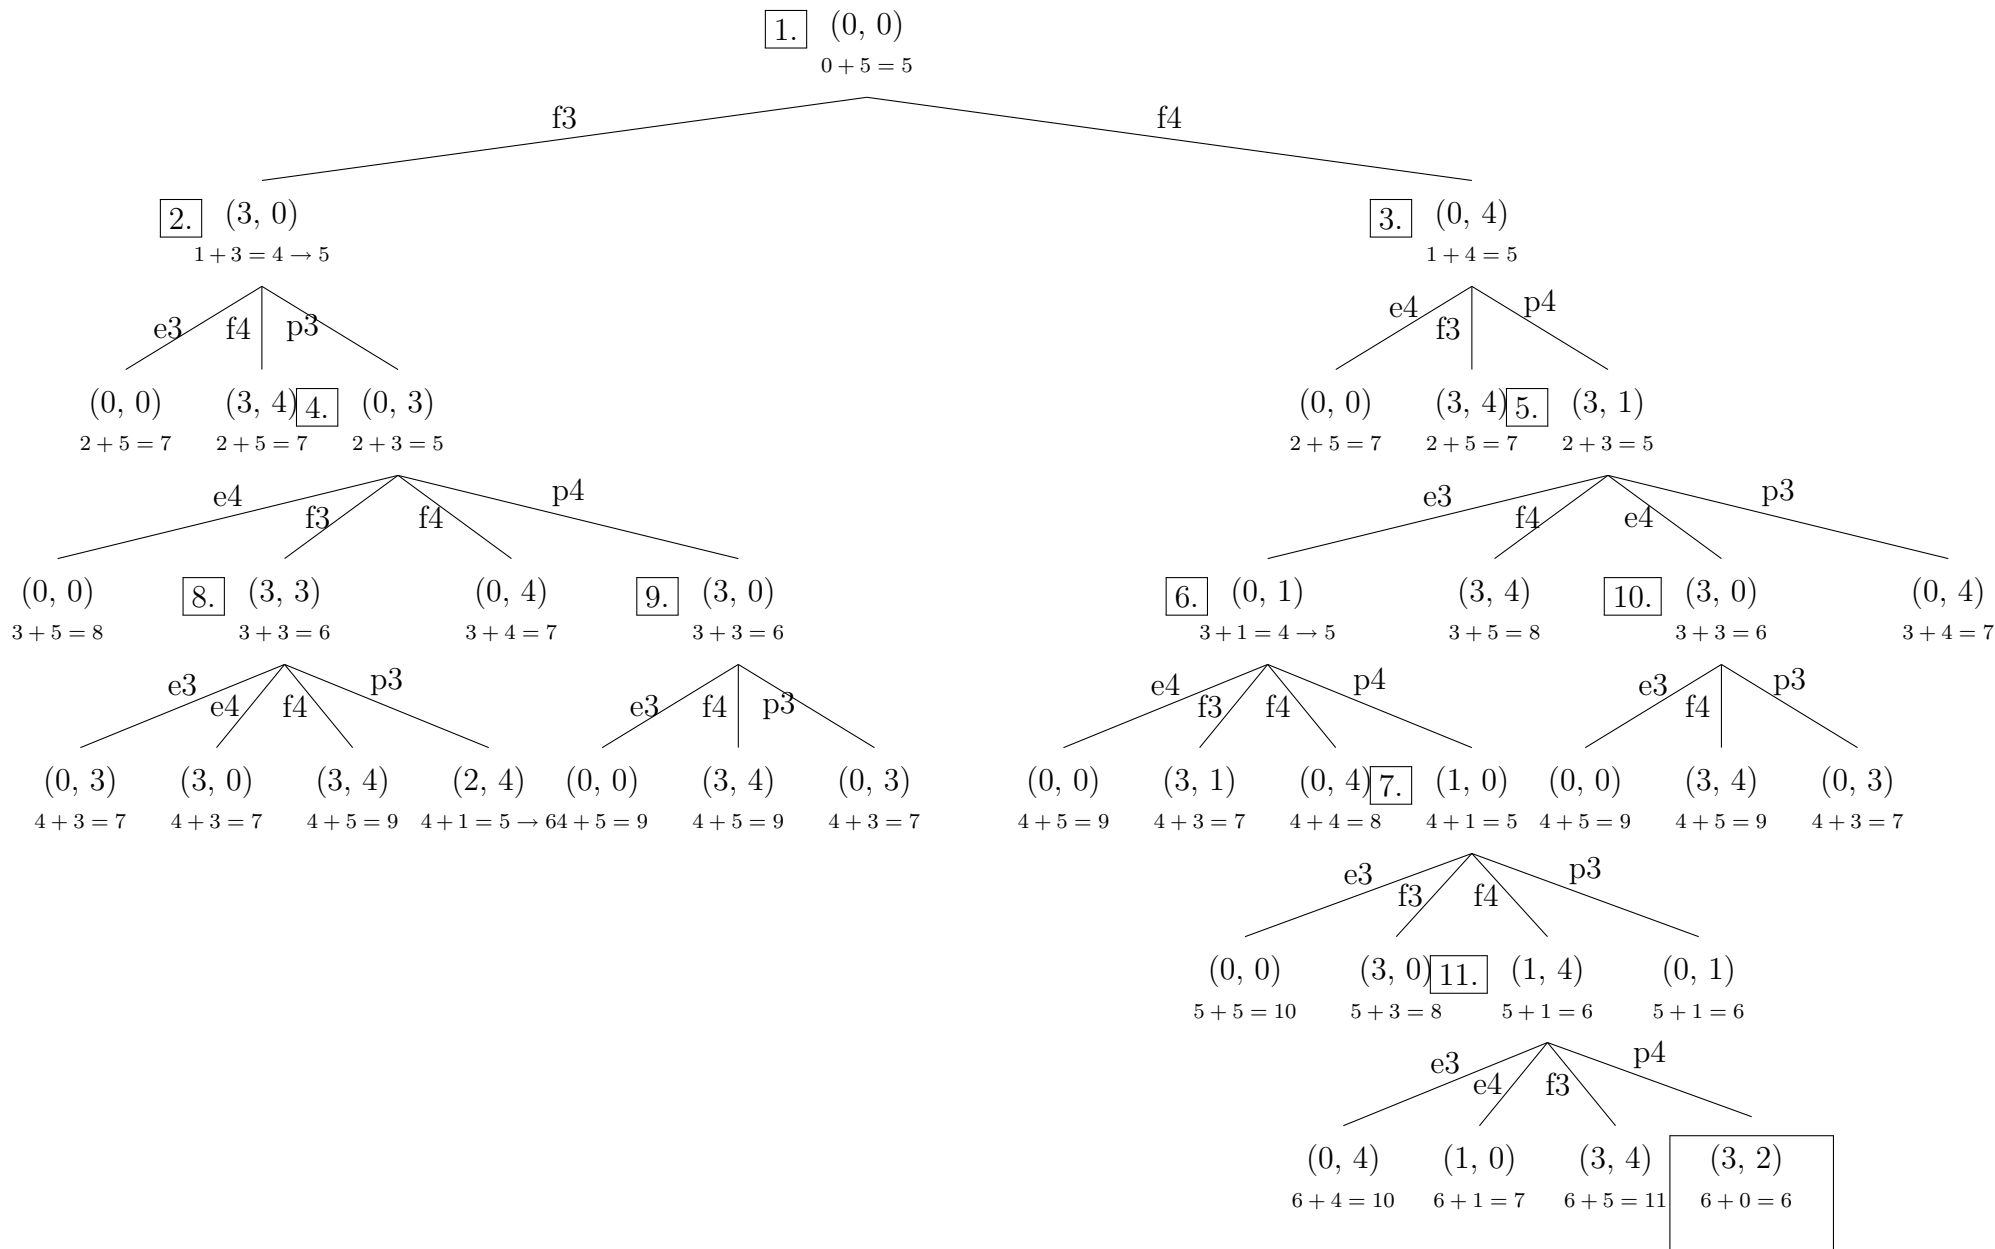 1. (0, 0)
0 + 5 = 5
f3 f4
2. (3, 0) 3. (0, 4)
1 + 3 = 4 → 5 1 + 4 = 5
e3 f4 p3 e4 f3 p4
(0, 0) (3, 4) 4. (0, 3) (0, 0) (3, 4) 5. (3, 1)
2 + 5 = 7 2 + 5 = 7 2 + 3 = 5 2 + 5 = 7 2 + 5 = 7 2 + 3 = 5
e4 f3 f4 p4 e3 f4 e4 p3
(0, 0) 8. (3, 3) (0, 4) 9. (3, 0) 6. (0, 1) (3, 4) 10. (3, 0) (0, 4)
3 + 5 = 8 3 + 3 = 6 3 + 4 = 7 3 + 3 = 6 3 + 1 = 4 → 5 3 + 5 = 8 3 + 3 = 6 3 + 4 = 7
e3 e4 f4 p3 e3 f4 p3 e4 f3 f4 p4 e3 f4 p3
(0, 3) (3, 0) (3, 4) (2, 4) (0, 0) (3, 4) (0, 3) (0, 0) (3, 1) (0, 4) 7. (1, 0) (0, 0) (3, 4) (0, 3)
4 + 3 = 7 4 + 3 = 7 4 + 5 = 9 4 + 1 = 5 → 6 4 + 5 = 9 4 + 5 = 9 4 + 3 = 7 4 + 5 = 9 4 + 3 = 7 4 + 4 = 8 4 + 1 = 5 4 + 5 = 9 4 + 5 = 9 4 + 3 = 7
e3 f3 f4 p3
(0, 0) (3, 0) 11. (1, 4) (0, 1)
5 + 5 = 10 5 + 3 = 8 5 + 1 = 6 5 + 1 = 6
e3 e4 f3 p4
(0, 4) (1, 0) (3, 4) (3, 2)
6 + 4 = 10 6 + 1 = 7 6 + 5 = 11 6 + 0 = 6